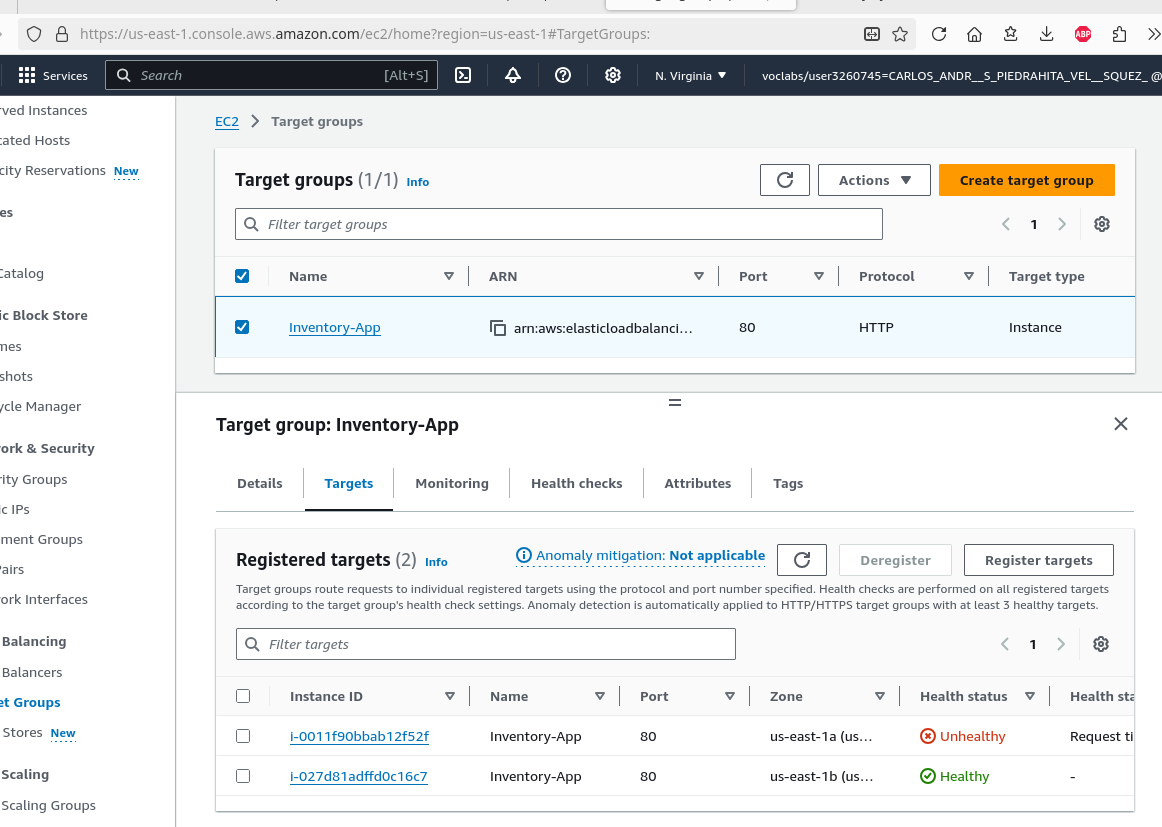 https://us-east-1.console.aws.amazon.com/ec2/home?region=us-east-1#TargetGroups:
ABP
Services
Search
[Alt+S]
N. Virginia
voclabs/user3260745=CARLOS_ANDR__S_PIEDRAHITA_VEL__SQUEZ_ @
rved Instances
cated Hosts
city Reservations New
es
Catalog
ic Block Store
mes
shots
ycle Manager
ork & Security
rity Groups
ic IPs
ment Groups
Pairs
ork Interfaces
Balancing
Balancers
et Groups
Stores New
Scaling
Scaling Groups
EC2 > Target groups
Target groups (1/1) Info
Actions
Create target group
Filter target groups
1
Name ARN Port Protocol Target type
Inventory-App arn:aws:elasticloadbalanci... 80 HTTP Instance
Target group: Inventory-App
Details Targets Monitoring Health checks Attributes Tags
Registered targets (2) Info
Anomaly mitigation: Not applicable
Deregister
Register targets
Target groups route requests to individual registered targets using the protocol and port number specified. Health checks are performed on all registered targets
according to the target group's health check settings. Anomaly detection is automatically applied to HTTP/HTTPS target groups with at least 3 healthy targets.
Filter targets
1
Instance ID Name Port Zone Health status Health sta
i-0011f90bbab12f52f Inventory-App 80 us-east-1a (us... Unhealthy Request ti
i-027d81adffd0c16c7 Inventory-App 80 us-east-1b (us... Healthy -